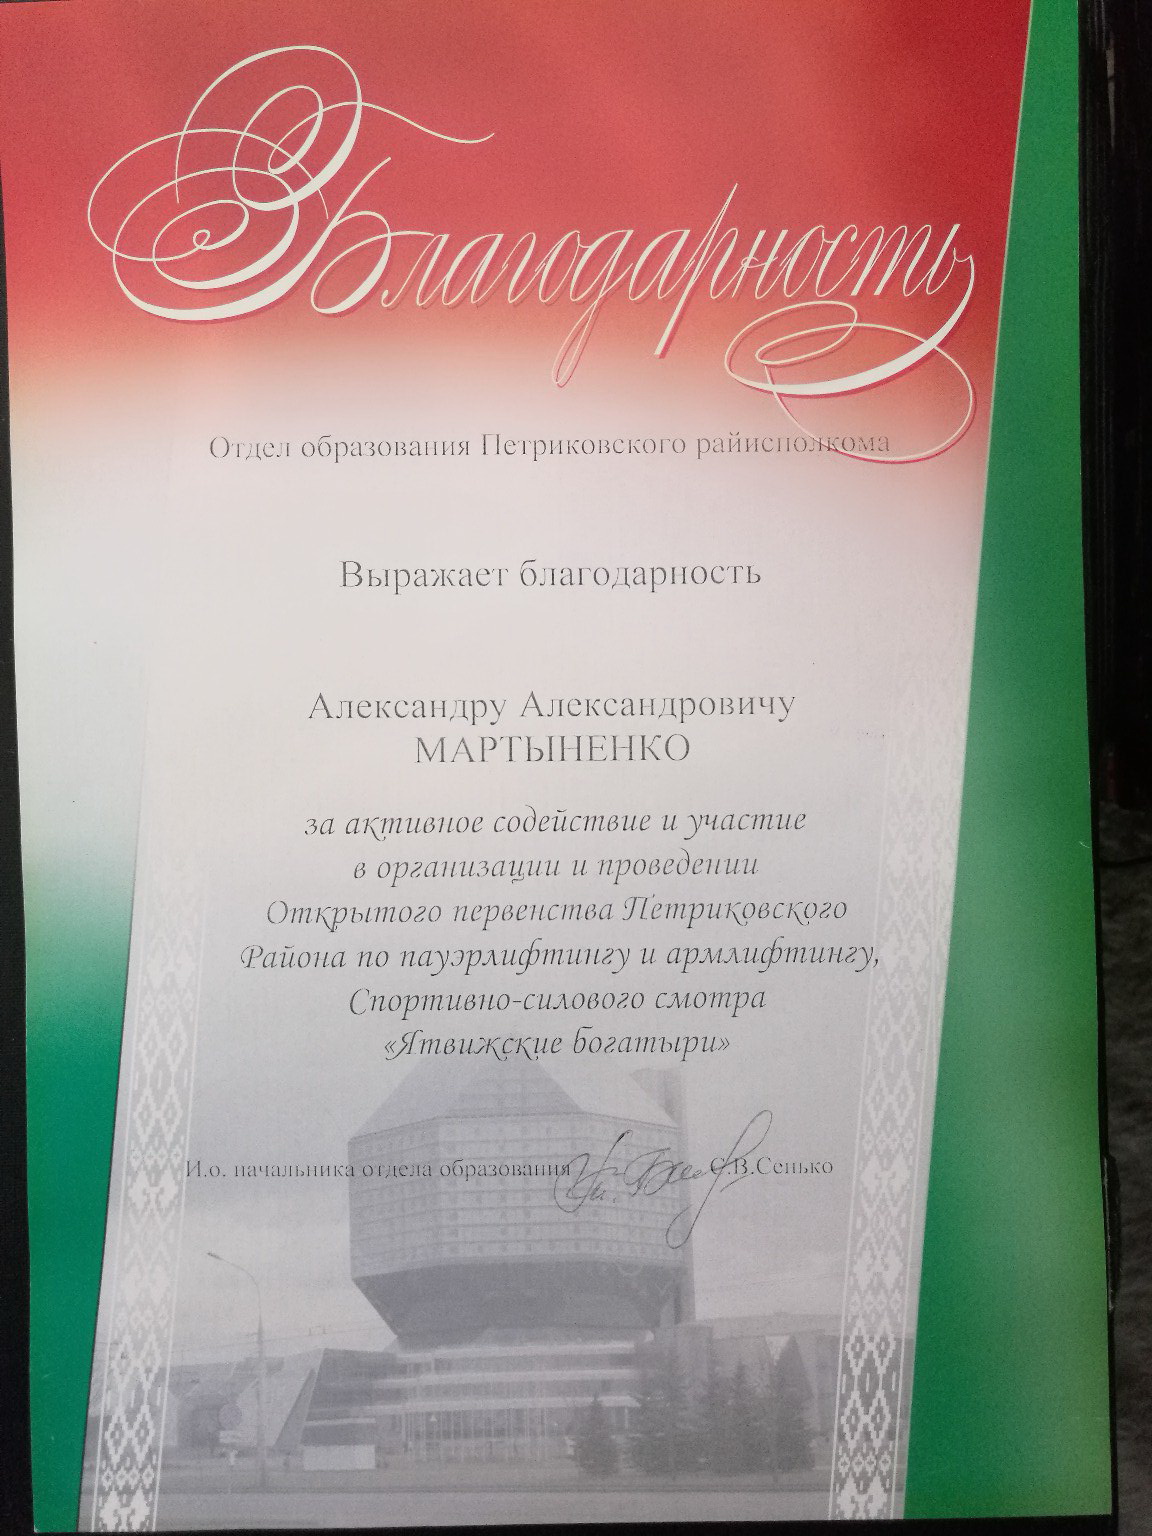 Благодарность
Отдел образования Петриковского райисполкома
Выражает благодарность
Александру Александровичу
МАРТЫНЕНКО
за активное содействие и участие
в организации и проведении
Открытого первенства Петриковского
Района по пауэрлифтингу и армлифтингу,
Спортивно-силового смотра
«Ятвижские богатыри»
И.о. начальника отдела образования С.В.Сенько